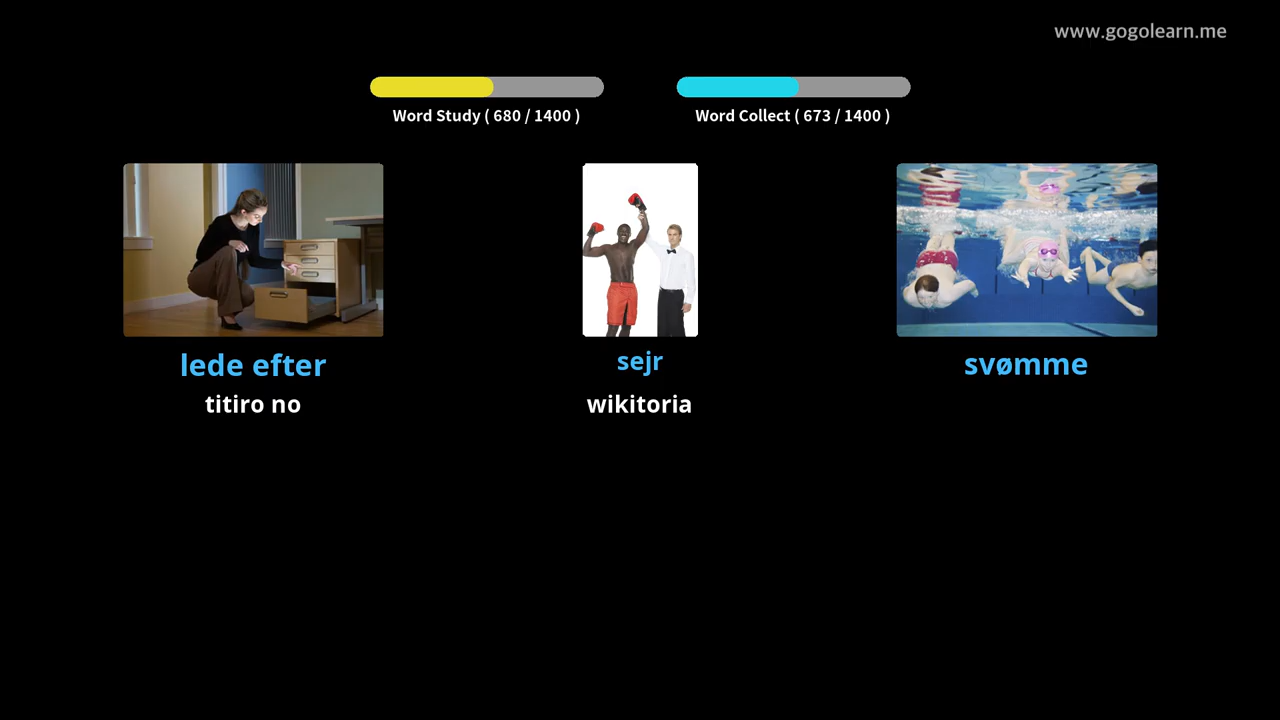 www.gogolearn.me
Word Study ( 680 / 1400 )
Word Collect ( 673 / 1400 )
lede efter
sejr
svømme
titiro no
wikitoria